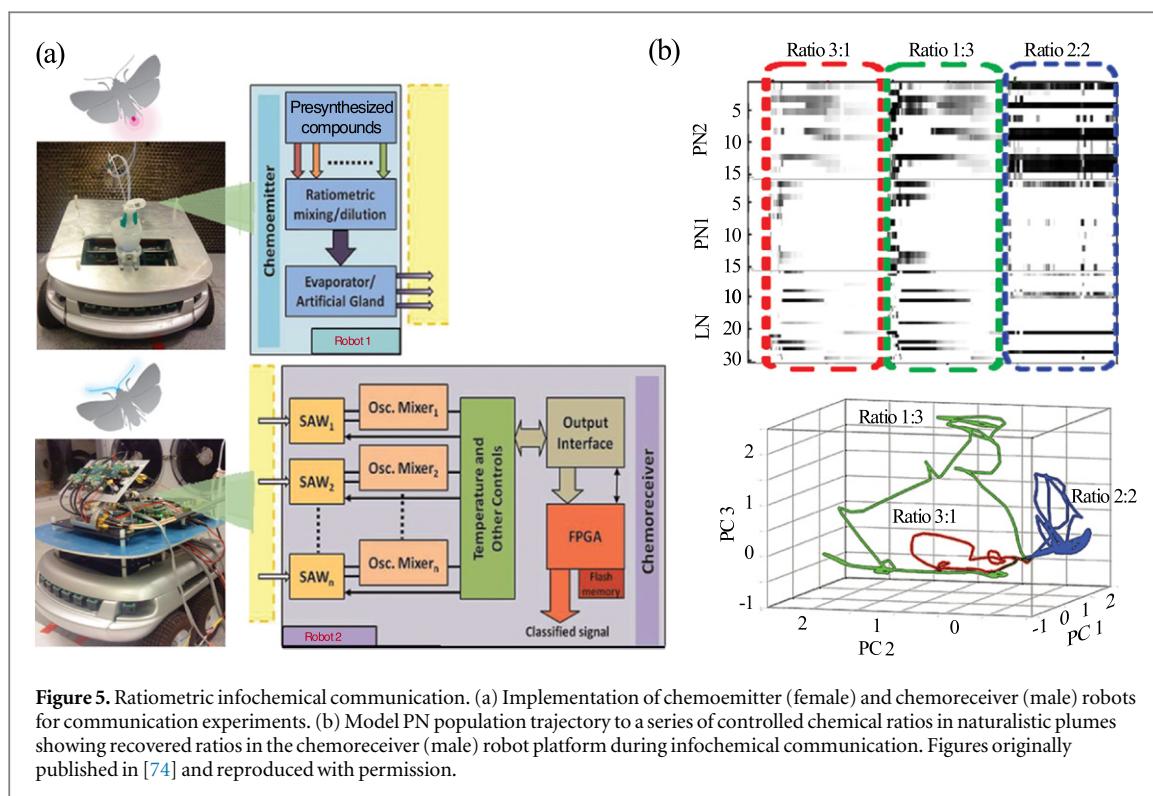 (a)
Presynthesized
compounds
Chemoemitter
Ratiometric
mixing/dilution
Evaporator/
Artificial Gland
Robot 1
SAW1
Osc. Mixer1
SAW2
Osc. Mixer2
SAWn
Osc. Mixern
Temperature and
Other Controls
Output
Interface
FPGA
Flash
memory
Classified signal
Chemoreceiver
Robot 2
(b)
Ratio 3:1 Ratio 1:3 Ratio 2:2
PN2
5
10
15
PN1
5
10
15
LN
10
20
30
Ratio 1:3
Ratio 2:2
Ratio 3:1
PC 3
2
1
0
-1
2 1 0
PC 2
-1 0 1 2
PC 1
Figure 5. Ratiometric infochemical communication. (a) Implementation of chemoemitter (female) and chemoreceiver (male) robots
for communication experiments. (b) Model PN population trajectory to a series of controlled chemical ratios in naturalistic plumes
showing recovered ratios in the chemoreceiver (male) robot platform during infochemical communication. Figures originally
published in [74] and reproduced with permission.